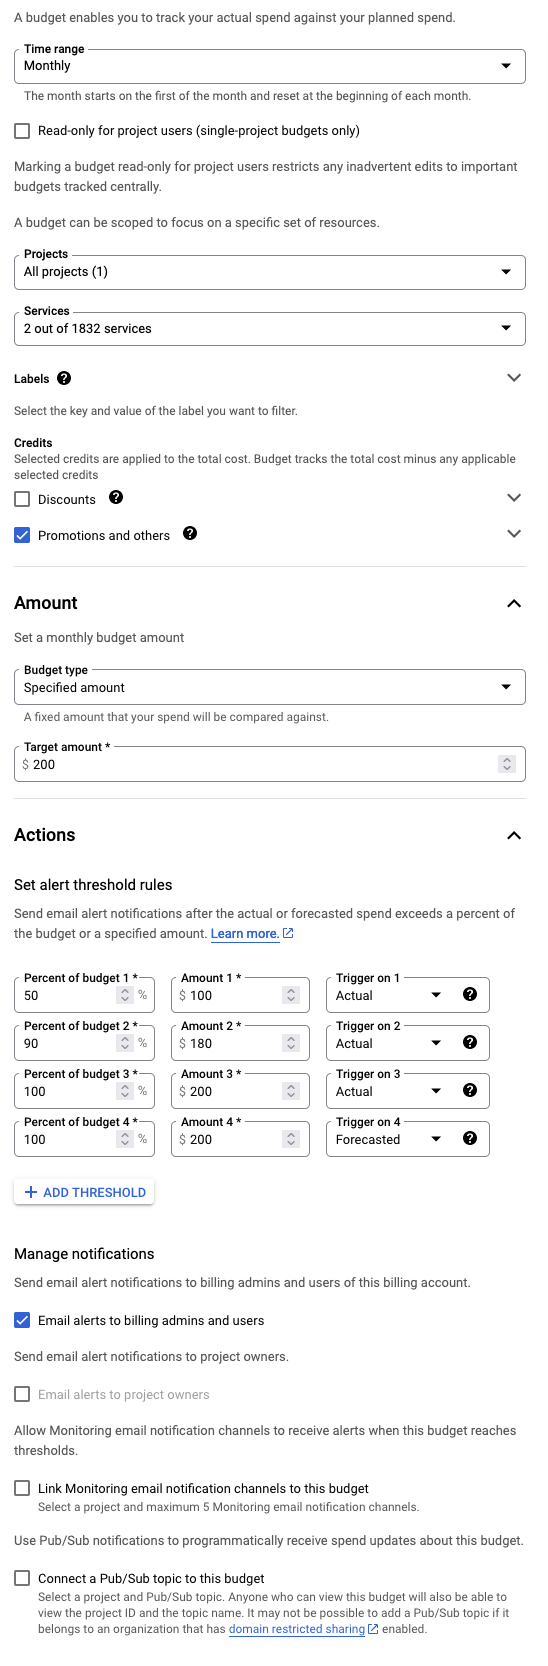 A budget enables you to track your actual spend against your planned spend.
Time range
Monthly
The month starts on the first of the month and reset at the beginning of each month.
Read-only for project users (single-project budgets only)
Marking a budget read-only for project users restricts any inadvertent edits to important
budgets tracked centrally.
A budget can be scoped to focus on a specific set of resources.
Projects
All projects (1)
Services
2 out of 1832 services
Labels ?
Select the key and value of the label you want to filter.
Credits
Selected credits are applied to the total cost. Budget tracks the total cost minus any applicable
selected credits
Discounts ?
Promotions and others ?
Amount
Set a monthly budget amount
Budget type
Specified amount
A fixed amount that your spend will be compared against.
Target amount *
$ 200
Actions
Set alert threshold rules
Send email alert notifications after the actual or forecasted spend exceeds a percent of
the budget or a specified amount. Learn more.
Percent of budget 1 * Amount 1 * Trigger on 1
50 % $ 100 Actual ?
Percent of budget 2 * Amount 2 * Trigger on 2
90 % $ 180 Actual ?
Percent of budget 3 * Amount 3 * Trigger on 3
100 % $ 200 Actual ?
Percent of budget 4 * Amount 4 * Trigger on 4
100 % $ 200 Forecasted ?
+ ADD THRESHOLD
Manage notifications
Send email alert notifications to billing admins and users of this billing account.
Email alerts to billing admins and users
Send email alert notifications to project owners.
Email alerts to project owners
Allow Monitoring email notification channels to receive alerts when this budget reaches
thresholds.
Link Monitoring email notification channels to this budget
Select a project and maximum 5 Monitoring email notification channels.
Use Pub/Sub notifications to programmatically receive spend updates about this budget.
Connect a Pub/Sub topic to this budget
Select a project and Pub/Sub topic. Anyone who can view this budget will also be able to
view the project ID and the topic name. It may not be possible to add a Pub/Sub topic if it
belongs to an organization that has domain restricted sharing enabled.